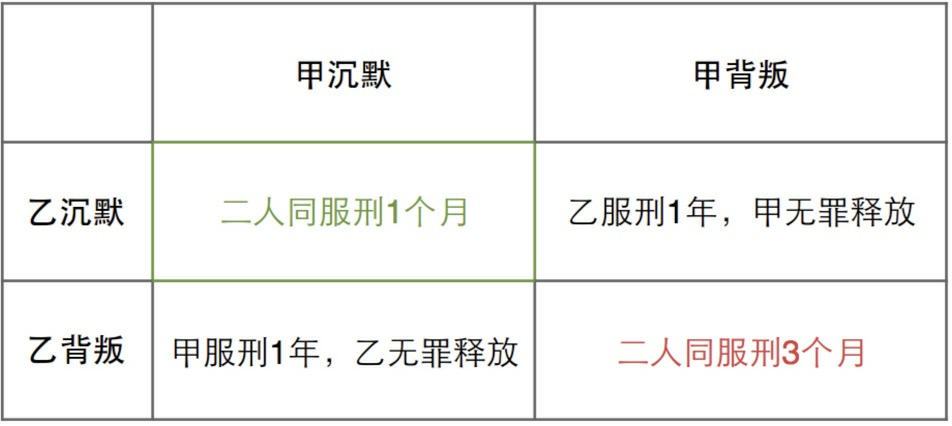 甲沉默
甲背叛
乙沉默
二人同服刑1个月
乙服刑1年，甲无罪释放
乙背叛
甲服刑1年，乙无罪释放
二人同服刑3个月